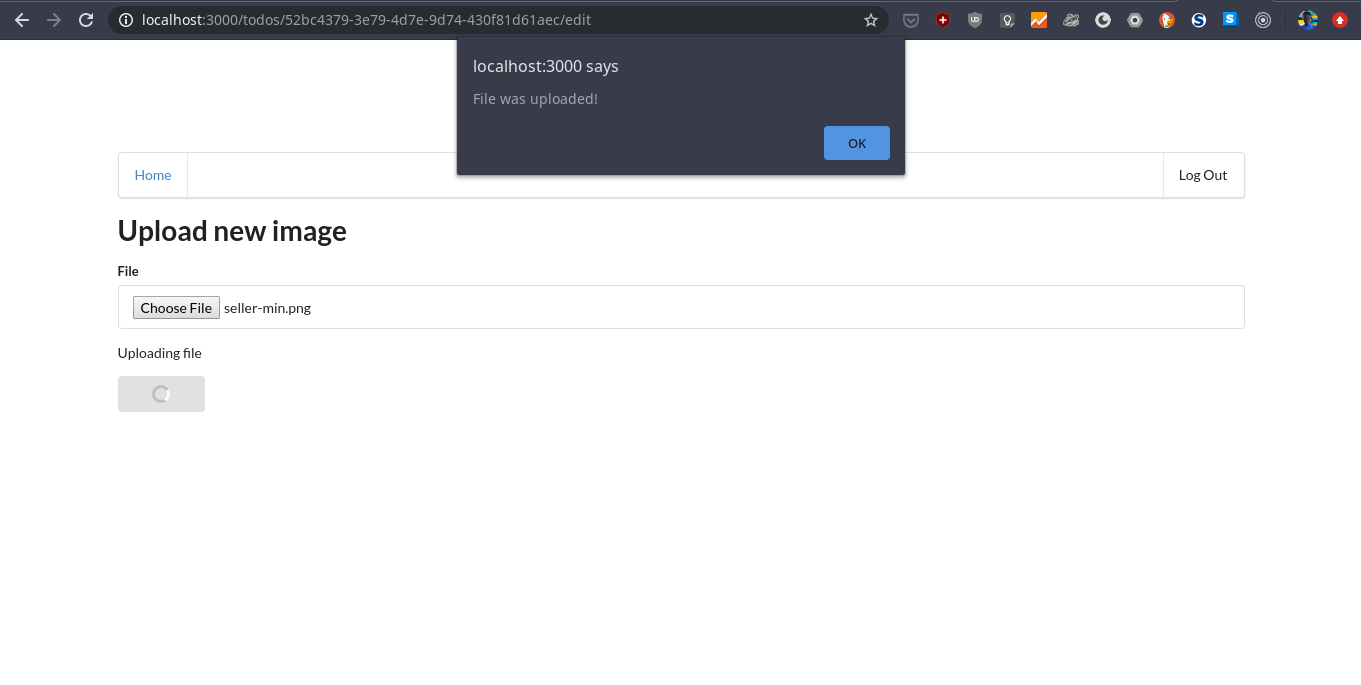 localhost:3000/todos/52bc4379-3e79-4d7e-9d74-430f81d61aec/edit
localhost:3000 says
File was uploaded!
OK
Home
Log Out
Upload new image
File
Choose File seller-min.png
Uploading file